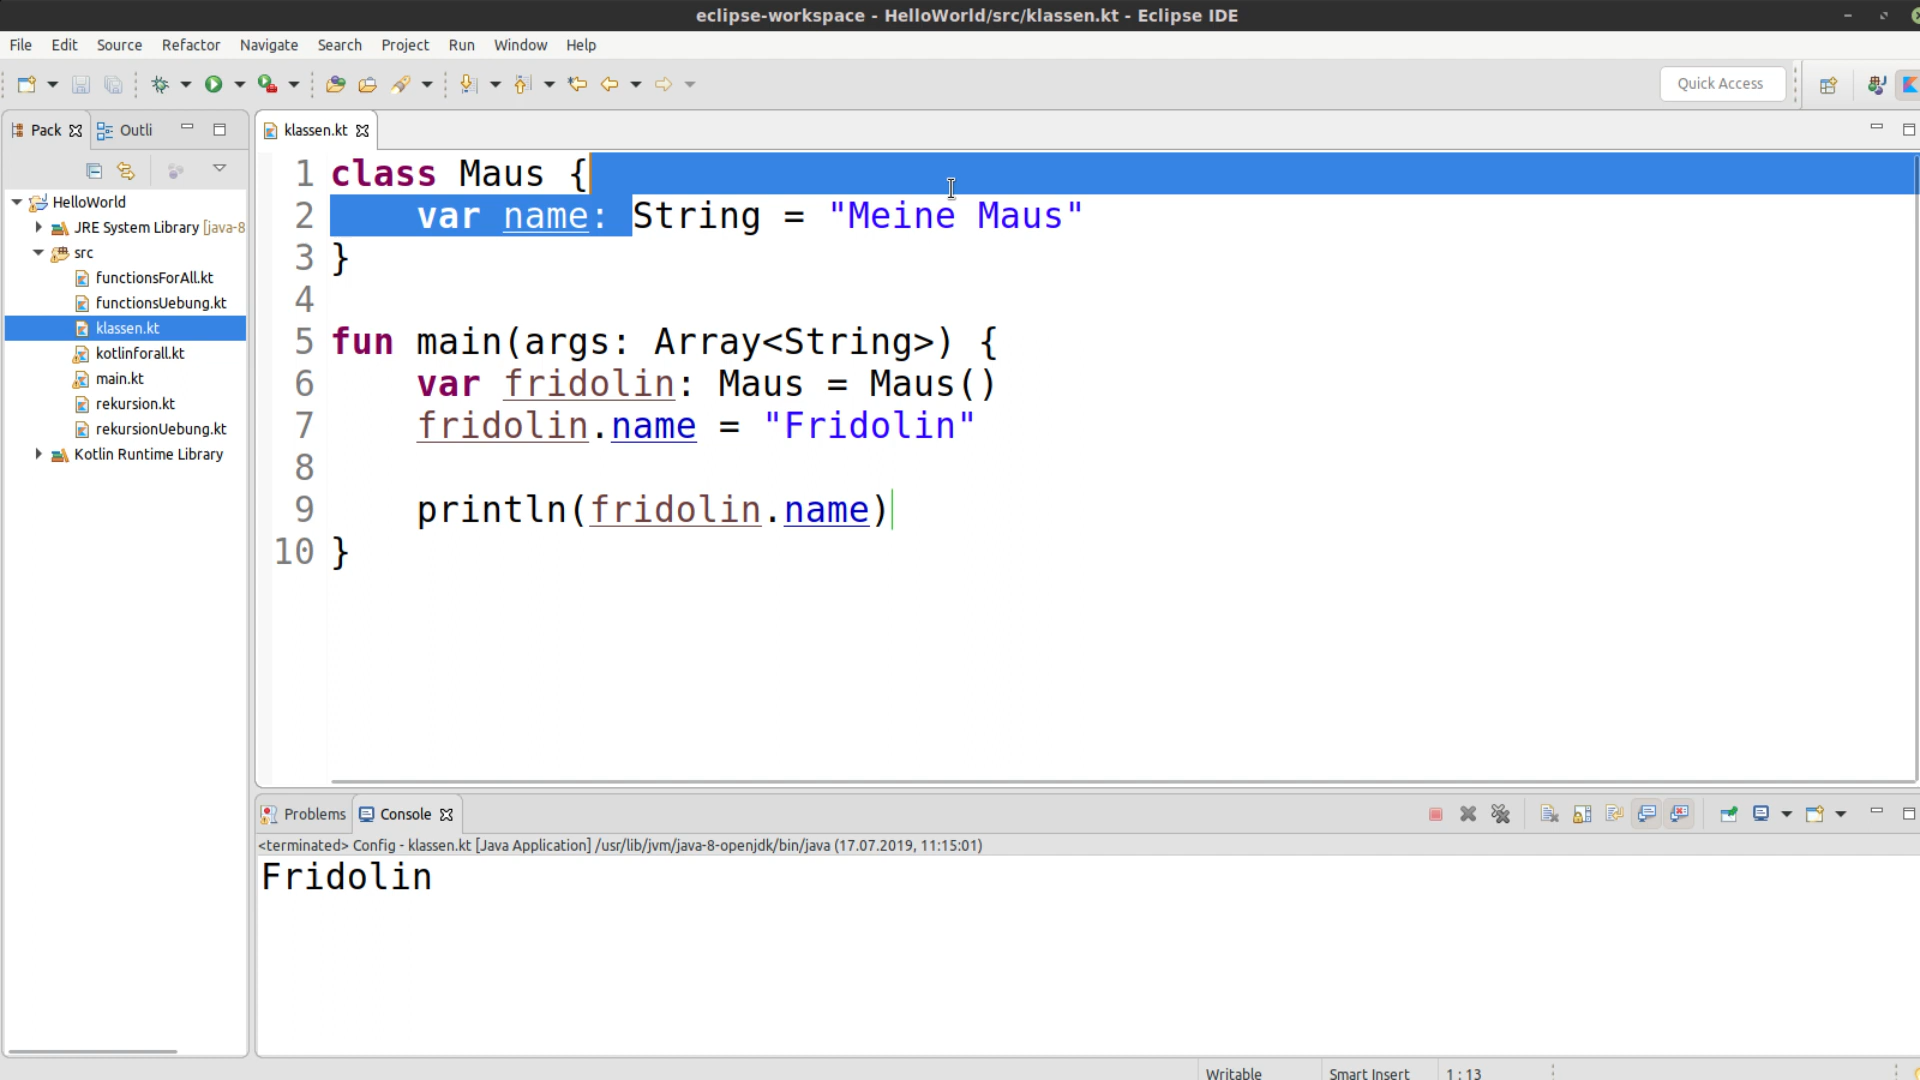 eclipse-workspace - HelloWorld/src/klassen.kt - Eclipse IDE
File Edit Source Refactor Navigate Search Project Run Window Help
Quick Access
Pack Outli
klassen.kt
HelloWorld
JRE System Library [java-8
src
functionsForAll.kt
functionsUebung.kt
klassen.kt
kotlinforall.kt
main.kt
rekursion.kt
rekursionUebung.kt
Kotlin Runtime Library
1 class Maus {
2     var name: String = "Meine Maus"
3 }
4
5 fun main(args: Array<String>) {
6     var fridolin: Maus = Maus()
7     fridolin.name = "Fridolin"
8
9     println(fridolin.name)
10 }
Problems Console
<terminated> Config - klassen.kt [Java Application] /usr/lib/jvm/java-8-openjdk/bin/java (17.07.2019, 11:15:01)
Fridolin
Writable Smart Insert 1 : 13